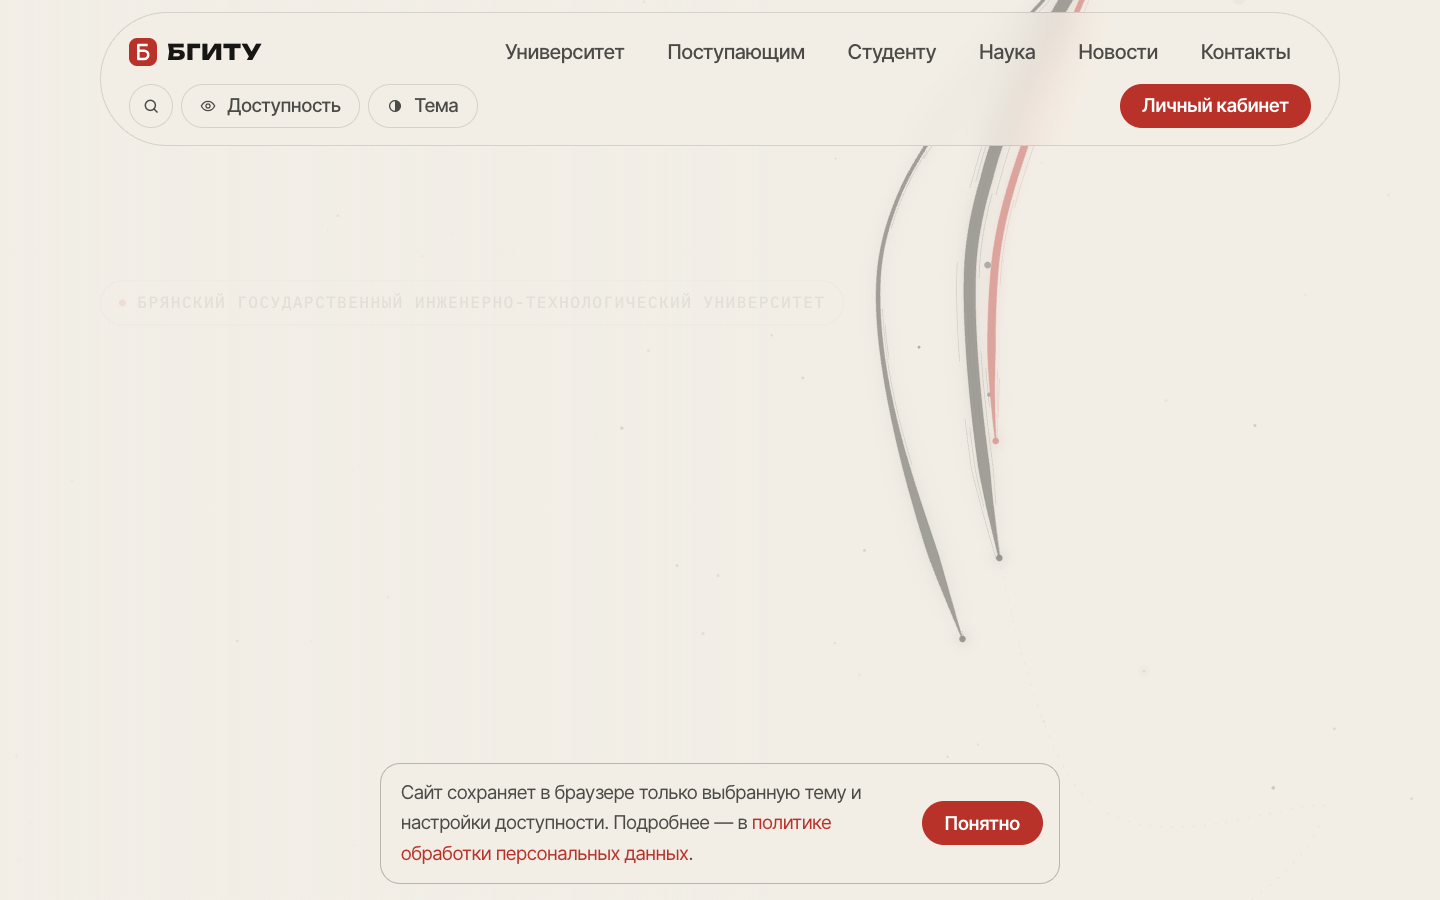 Б БГИТУ
Университет Поступающим Студенту Наука Новости Контакты
Доступность Тема Личный кабинет
БРЯНСКИЙ ГОСУДАРСТВЕННЫЙ ИНЖЕНЕРНО-ТЕХНОЛОГИЧЕСКИЙ УНИВЕРСИТЕТ
Сайт сохраняет в браузере только выбранную тему и
настройки доступности. Подробнее — в политике
обработки персональных данных.
Понятно